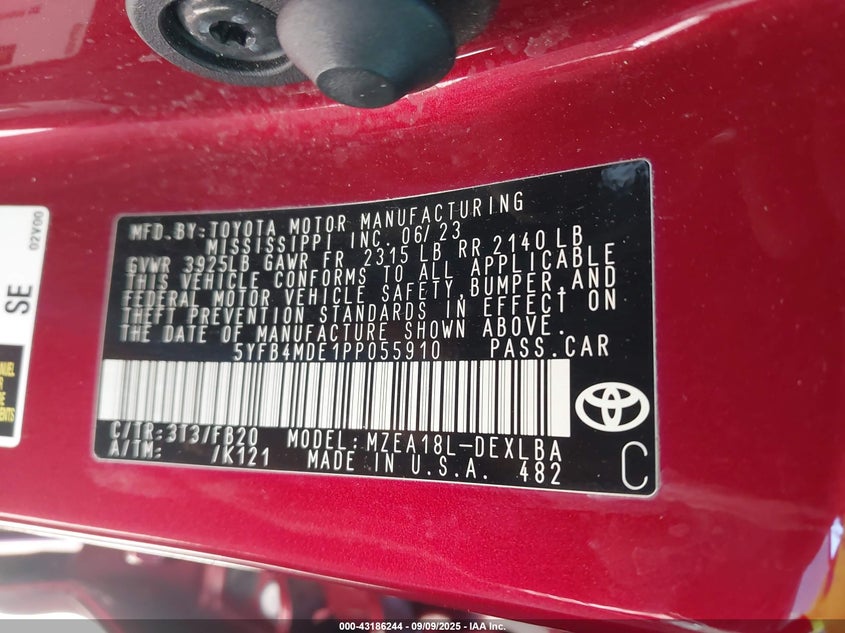 MFD.BY:TOYOTA MOTOR MANUFACTURING
MISSISSIPPI INC. 06/23
GVWR 3925LB GAWR FR 2315 LB RR 2140 LB
THIS VEHICLE CONFORMS TO ALL APPLICABLE
FEDERAL MOTOR VEHICLE SAFETY,BUMPER,AND
THEFT PREVENTION STANDARDS IN EFFECT ON
THE DATE OF MANUFACTURE SHOWN ABOVE.
5YFB4MDE1PP055910 PASS.CAR
C/TR:3T3/FB20 MODEL:MZEA18L-DEXLBA
A/TM: /K121 MADE IN U.S.A. 482
C
02Y00
SE
000-43186244 - 09/09/2025 - IAA Inc.